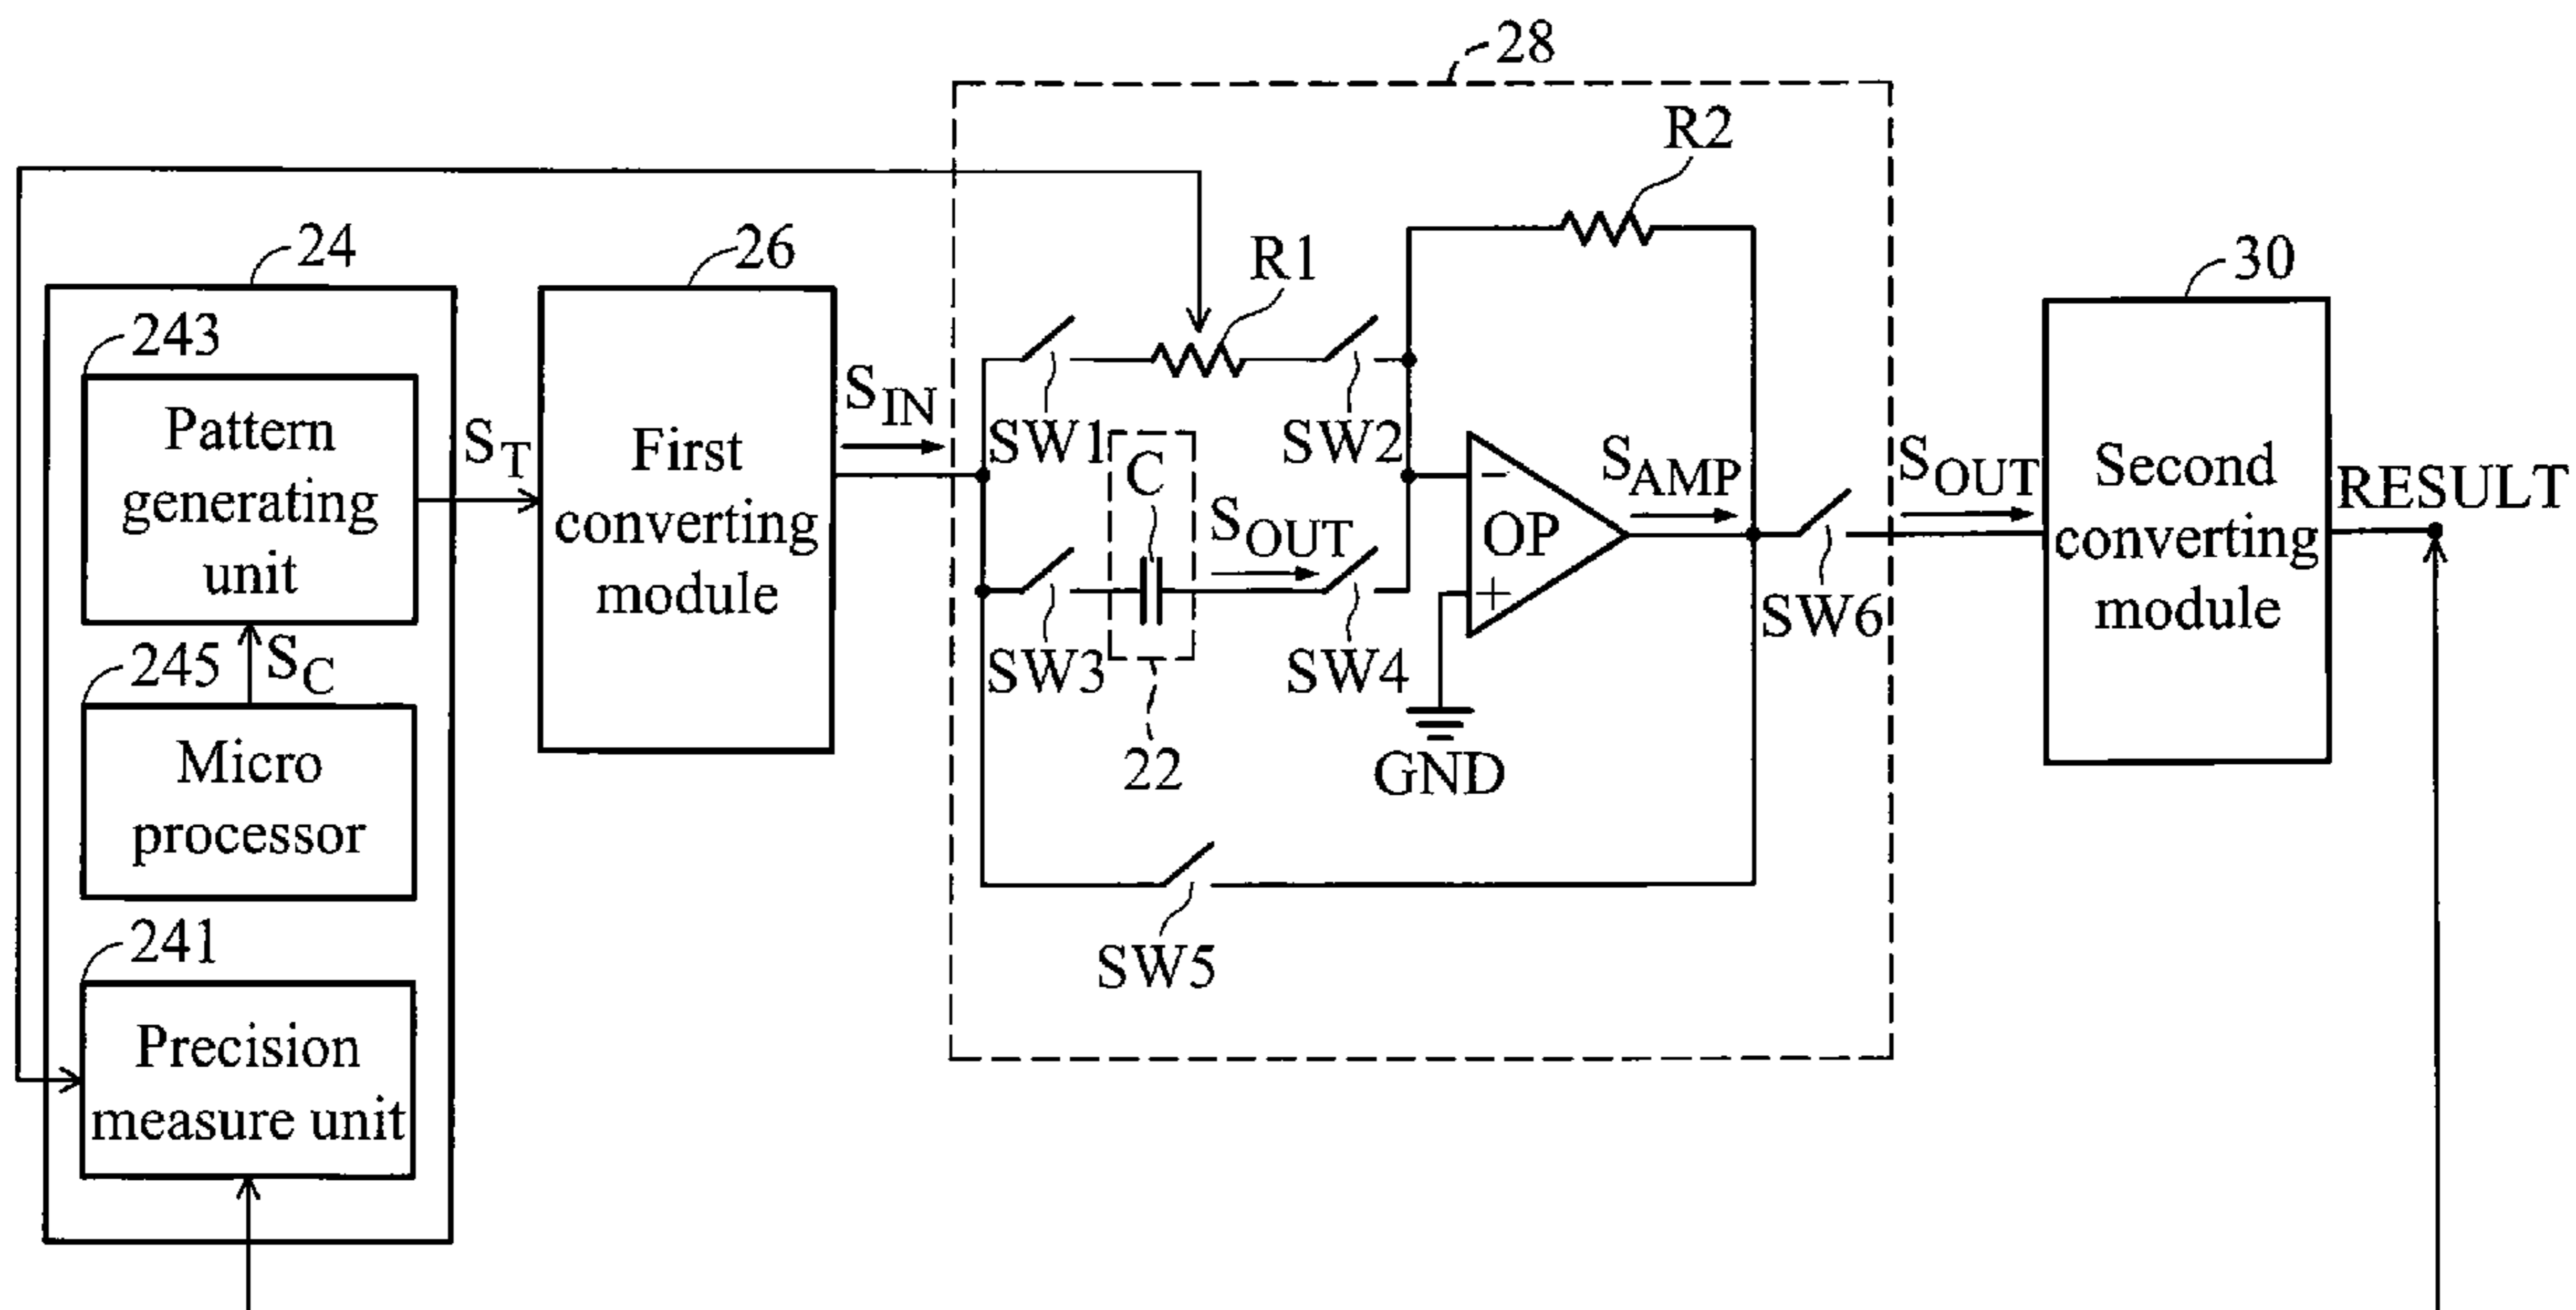 28
R2
24
26
R1
30
243
Pattern
generating
unit
S_T
First
converting
module
S_IN
SW1
SW2
C
S_OUT
OP
S_AMP
S_OUT
Second
converting
module
RESULT
245
S_C
SW3
SW4
SW6
22
GND
Micro
processor
241
SW5
Precision
measure unit